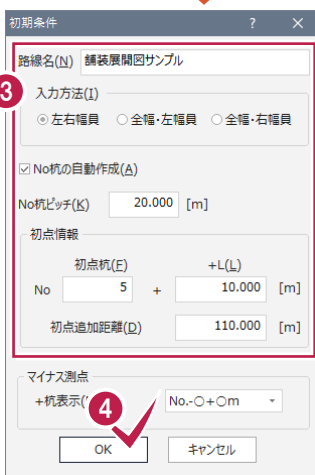 初期条件 ? ×
路線名(N) 舗装展開図サンプル
3
入力方法(I)
左右幅員 全幅・左幅員 全幅・右幅員
No杭の自動作成(A)
No杭ピッチ(K) 20.000 [m]
初点情報
初点杭(F) +L(L)
No 5 + 10.000 [m]
初点追加距離(D) 110.000 [m]
マイナス測点
+杭表示( No.-○+○m
4
OK キャンセル